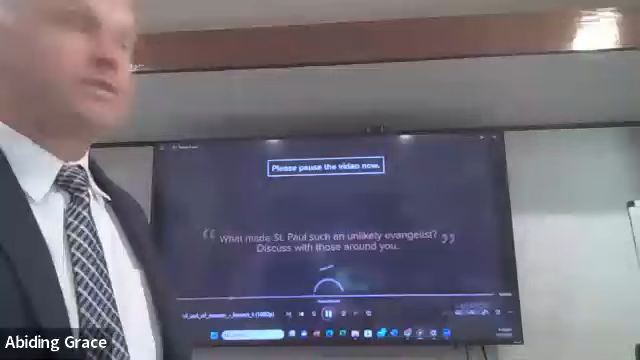 Please pause the video now.
“ What made St. Paul such an unlikely evangelist? ”
Discuss with those around you.
Abiding Grace